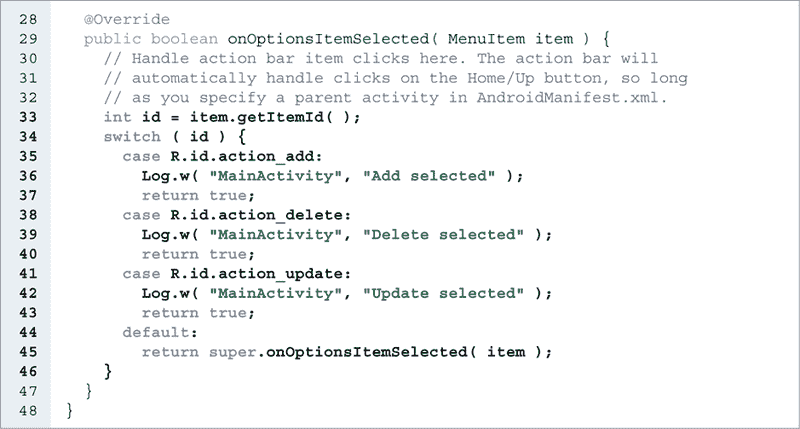 28    @Override
29    public boolean onOptionsItemSelected( MenuItem item ) {
30      // Handle action bar item clicks here. The action bar will
31      // automatically handle clicks on the Home/Up button, so long
32      // as you specify a parent activity in AndroidManifest.xml.
33      int id = item.getItemId( );
34      switch ( id ) {
35        case R.id.action_add:
36          Log.w( "MainActivity", "Add selected" );
37          return true;
38        case R.id.action_delete:
39          Log.w( "MainActivity", "Delete selected" );
40          return true;
41        case R.id.action_update:
42          Log.w( "MainActivity", "Update selected" );
43          return true;
44        default:
45          return super.onOptionsItemSelected( item );
46      }
47    }
48  }